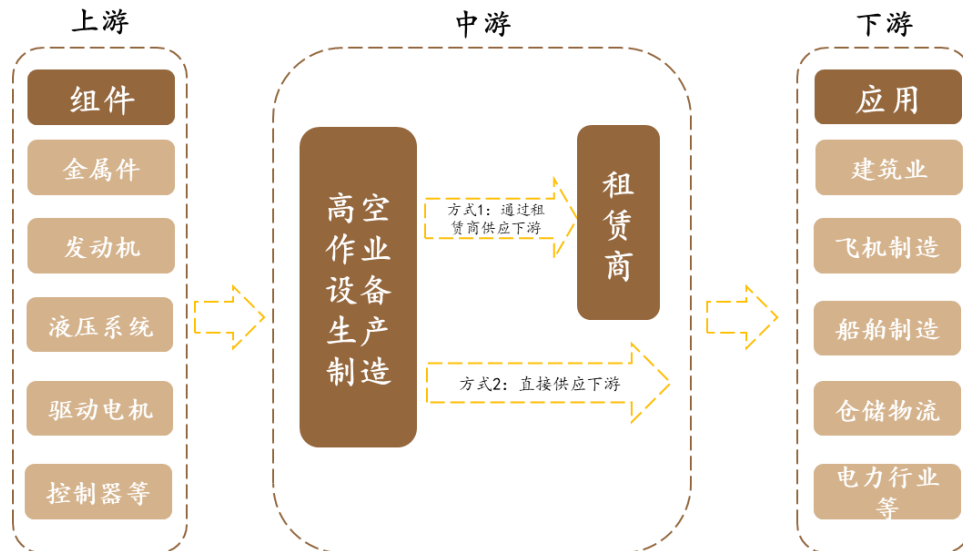 上游
组件
金属件
发动机
液压系统
驱动电机
控制器等
中游
高空
作业
设备
生产
制造
方式1：通过租
赁商供应下游
租
赁
商
方式2：直接供应下游
下游
应用
建筑业
飞机制造
船舶制造
仓储物流
电力行业
等